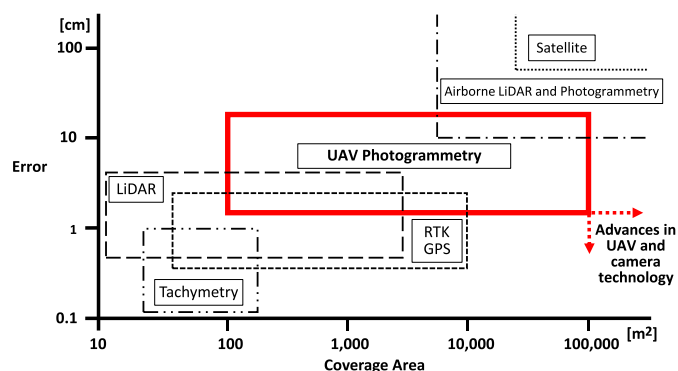 [cm]
100
Satellite
Airborne LiDAR and Photogrammetry
10
UAV Photogrammetry
Error
LiDAR
1
RTK
GPS
Advances in
UAV and
camera
technology
Tachymetry
0.1
10
100
1,000
10,000
100,000
[m²]
Coverage Area